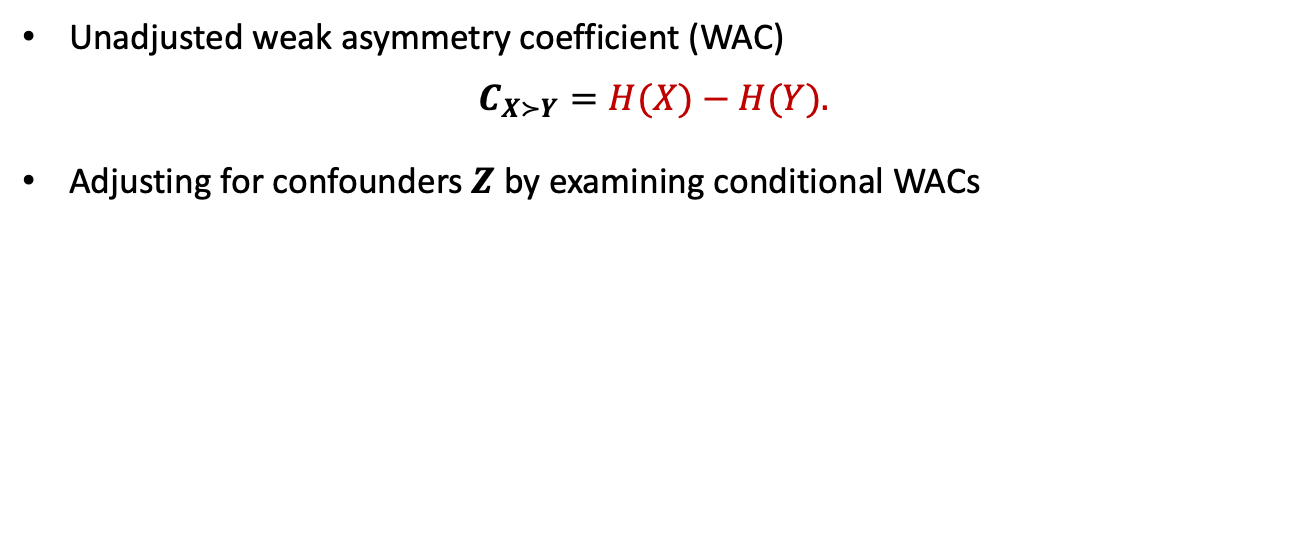 • Unadjusted weak asymmetry coefficient (WAC)
C_{X≻Y} = H(X) − H(Y).
• Adjusting for confounders Z by examining conditional WACs